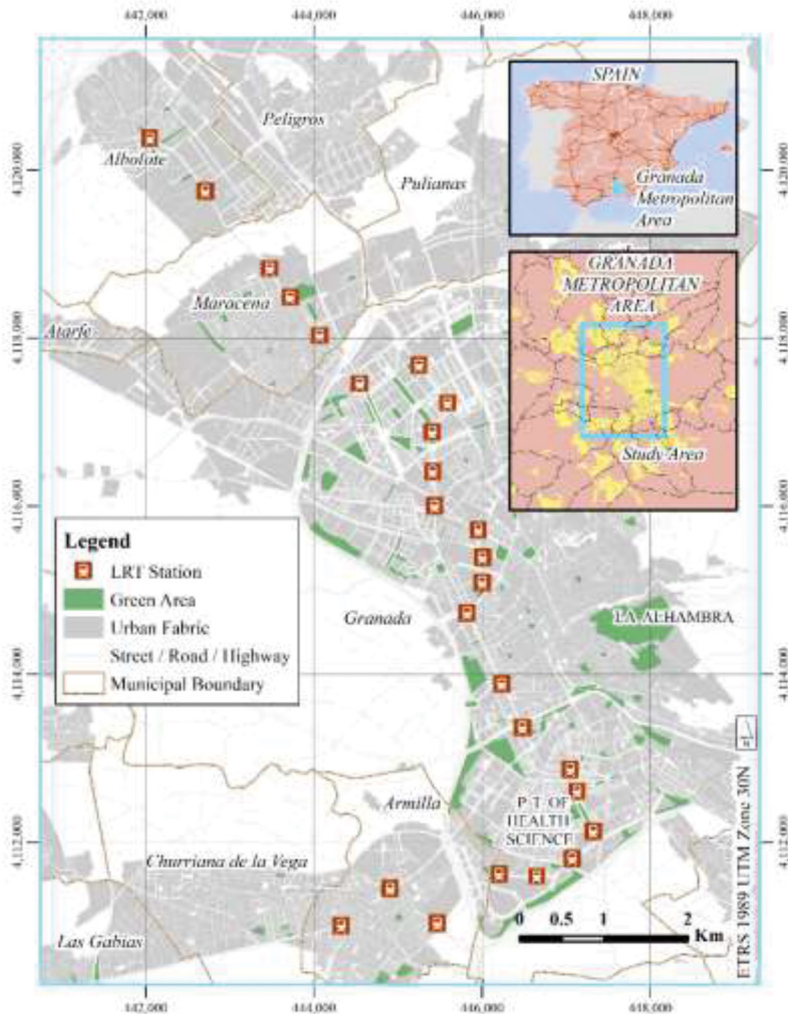 442,000 444,000 446,000 448,000
SPAIN
Peligros
Albolote
4,120,000 4,120,000
Pulianas
Granada
Metropolitan
Area
GRANADA
METROPOLITAN
AREA
Maracena
Atarfe
4,118,000 4,118,000
Study Area
4,116,000 4,116,000
Legend
LRT Station
Green Area
Urban Fabric
Street / Road / Highway
Municipal Boundary
Granada
LA ALHAMBRA
4,114,000 4,114,000
N
Armilla
P. T. OF
HEALTH
SCIENCE
4,112,000 4,112,000
Churriana de la Vega
Las Gabias
0 0.5 1 2
Km
ETRS 1989 UTM Zone 30N
442,000 444,000 446,000 448,000